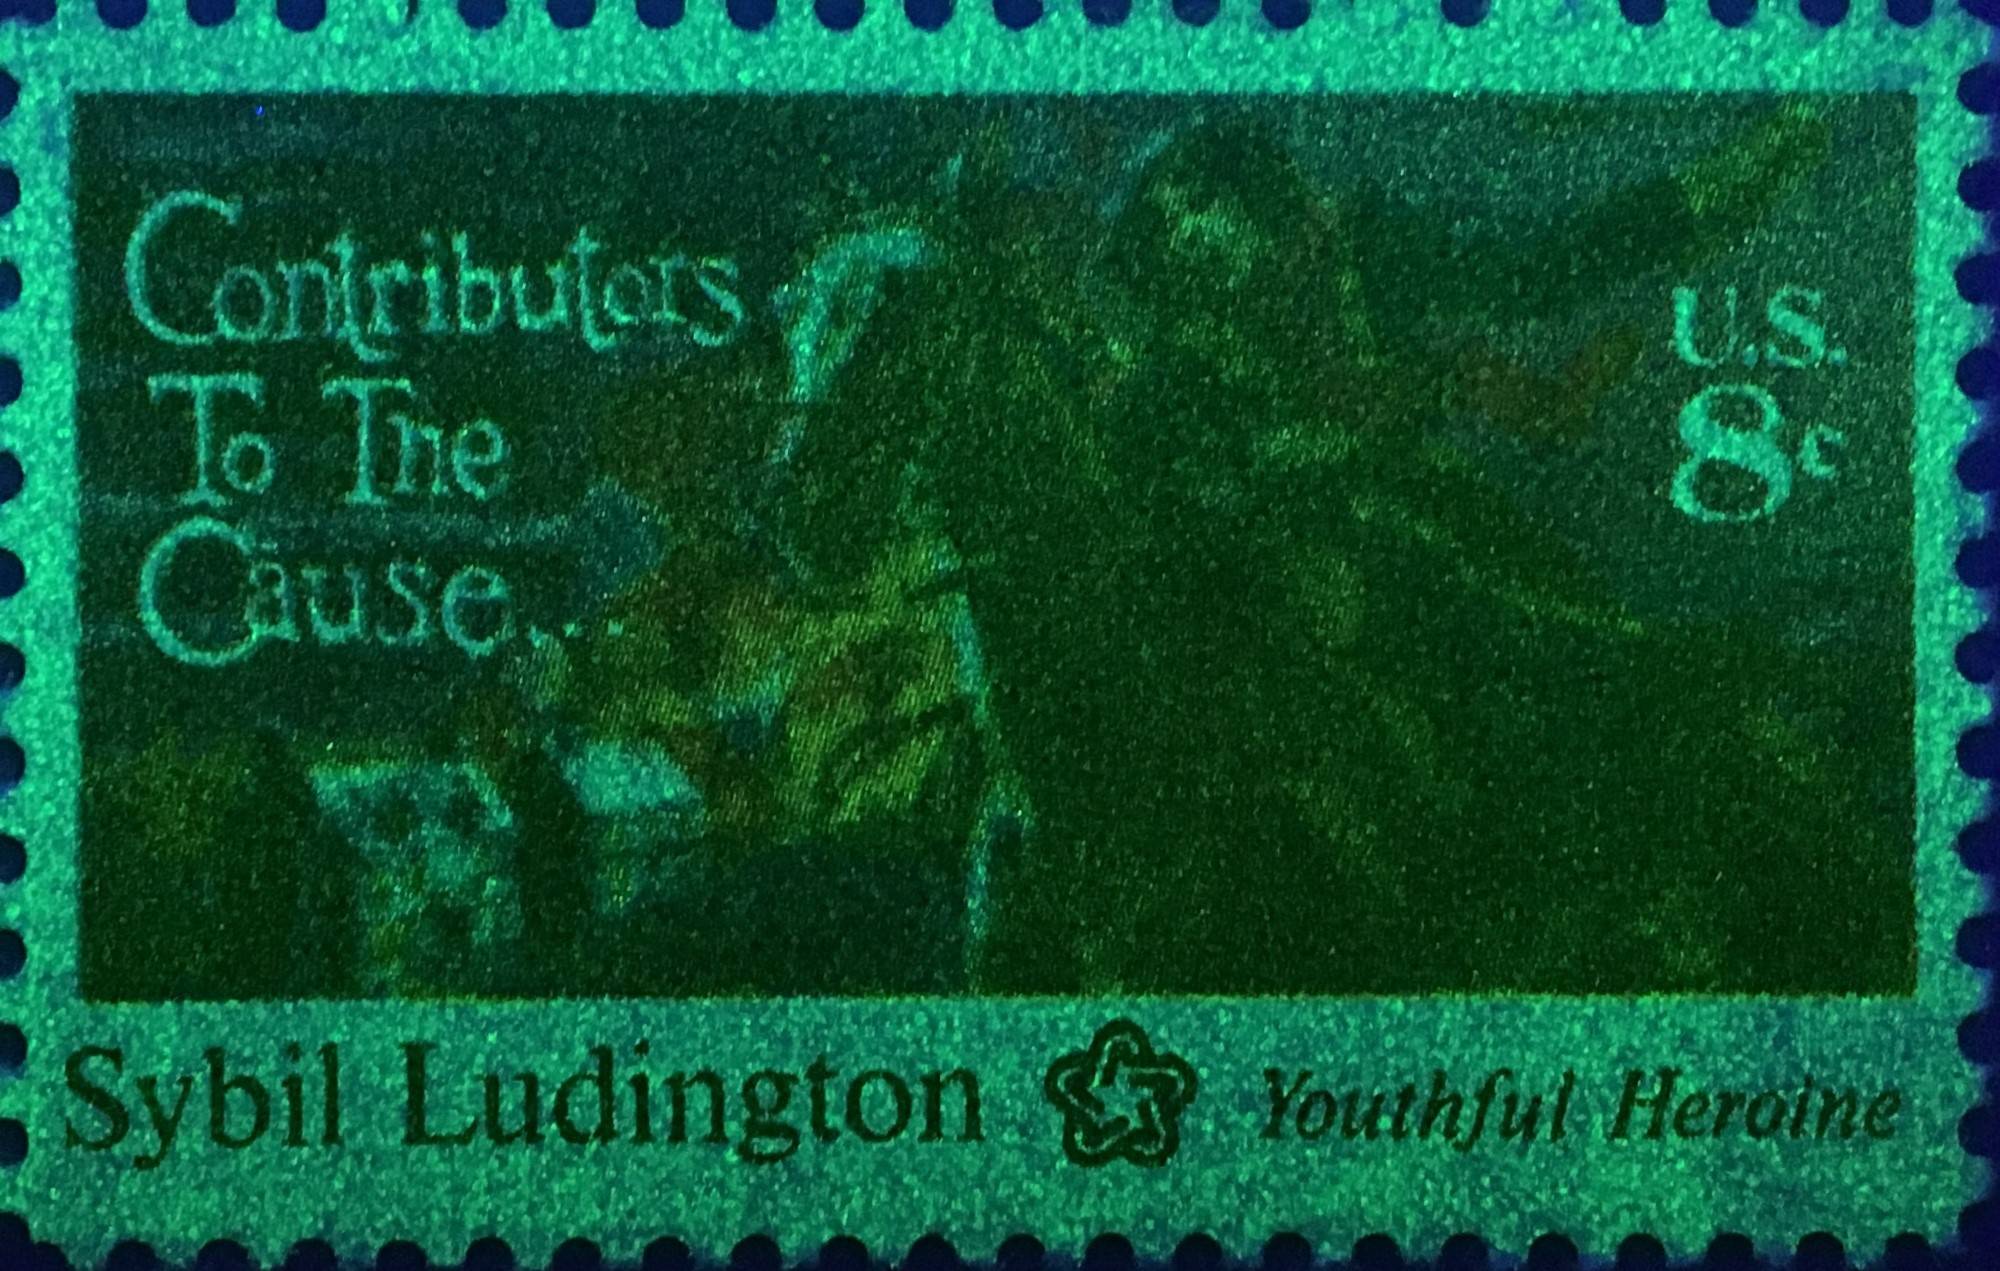 Contributors
To The
Cause...
U.S.
8c
Sybil Ludington Youthful Heroine